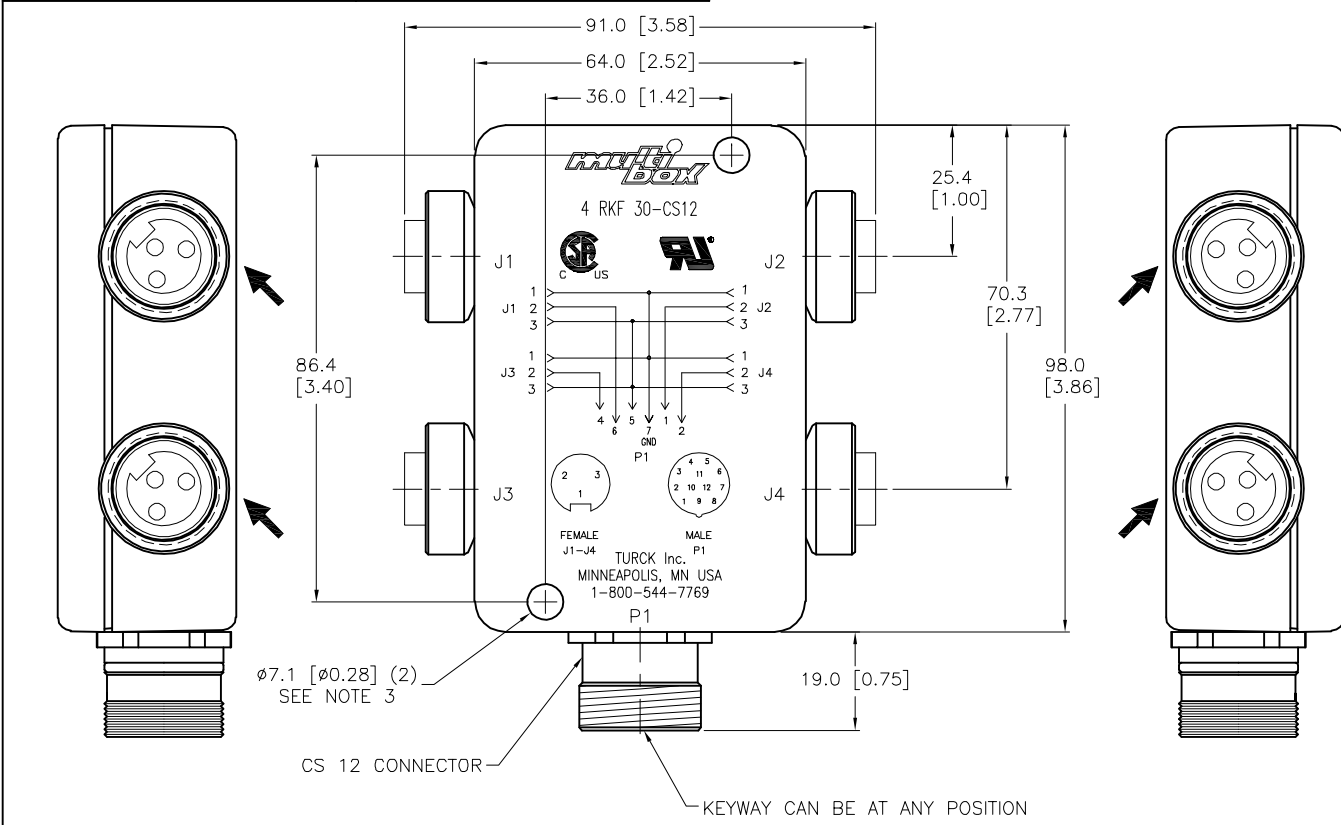 91.0 [3.58]
64.0 [2.52]
36.0 [1.42]
multi
box
4 RKF 30-CS12
25.4
[1.00]
CSA
C US
UR
J1
J2
1
1
J1 2
2 J2
3
3
70.3
[2.77]
86.4
[3.40]
1
1
J3 2
2 J4
3
3
98.0
[3.86]
4 6 5 7 1 2
GND
P1
J3
2 3
1
4 5
3 11 6
2 10 12 7
1 9 8
J4
FEMALE
J1-J4
MALE
P1
TURCK Inc.
MINNEAPOLIS, MN USA
1-800-544-7769
P1
ø7.1 [ø0.28] (2)
SEE NOTE 3
19.0 [0.75]
CS 12 CONNECTOR
KEYWAY CAN BE AT ANY POSITION